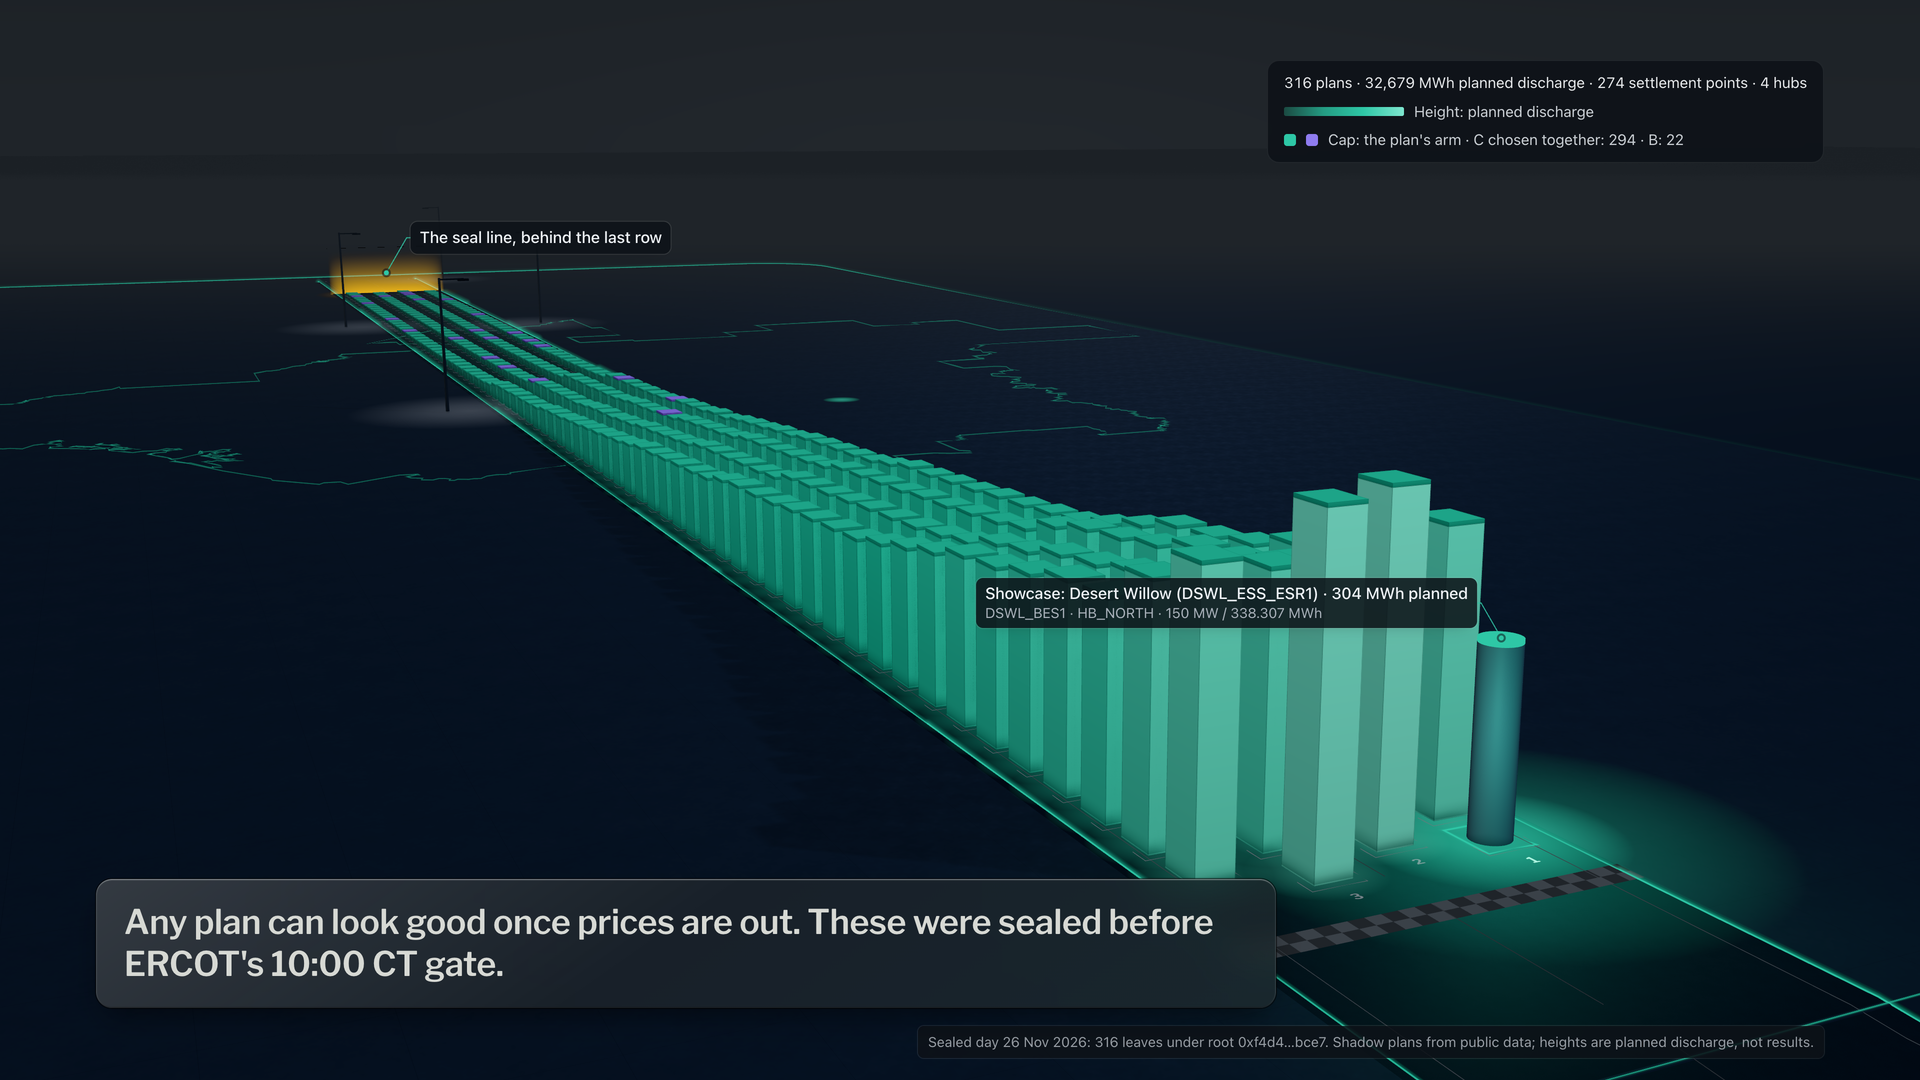 316 plans · 32,679 MWh planned discharge · 274 settlement points · 4 hubs
Height: planned discharge
Cap: the plan's arm · C chosen together: 294 · B: 22
The seal line, behind the last row
Showcase: Desert Willow (DSWL_ESS_ESR1) · 304 MWh planned
DSWL_BES1 · HB_NORTH · 150 MW / 338.307 MWh
1
2
3
Any plan can look good once prices are out. These were sealed before
ERCOT's 10:00 CT gate.
Sealed day 26 Nov 2026: 316 leaves under root 0xf4d4…bce7. Shadow plans from public data; heights are planned discharge, not results.